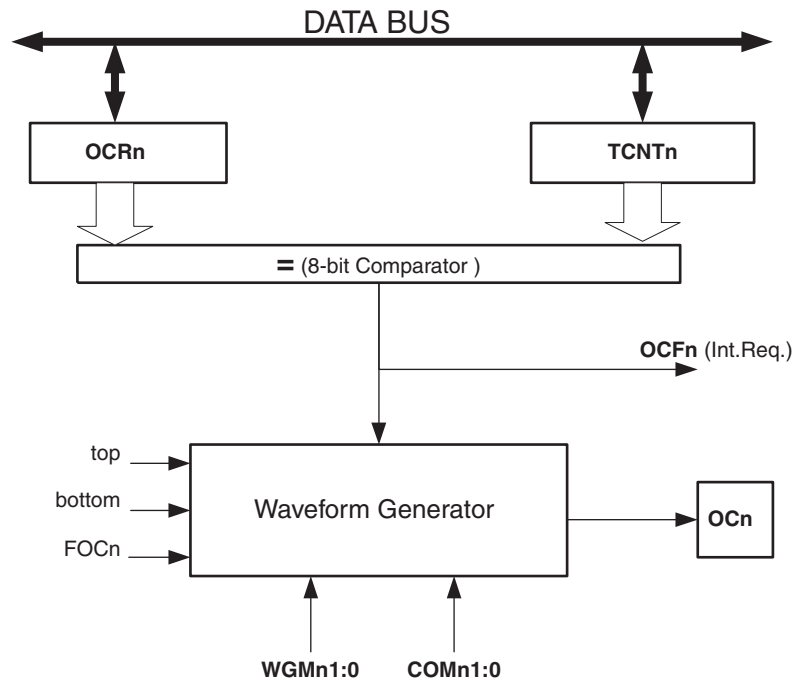 DATA BUS
OCRn
TCNTn
= (8-bit Comparator )
OCFn (Int.Req.)
top
bottom
FOCn
Waveform Generator
OCn
WGMn1:0
COMn1:0